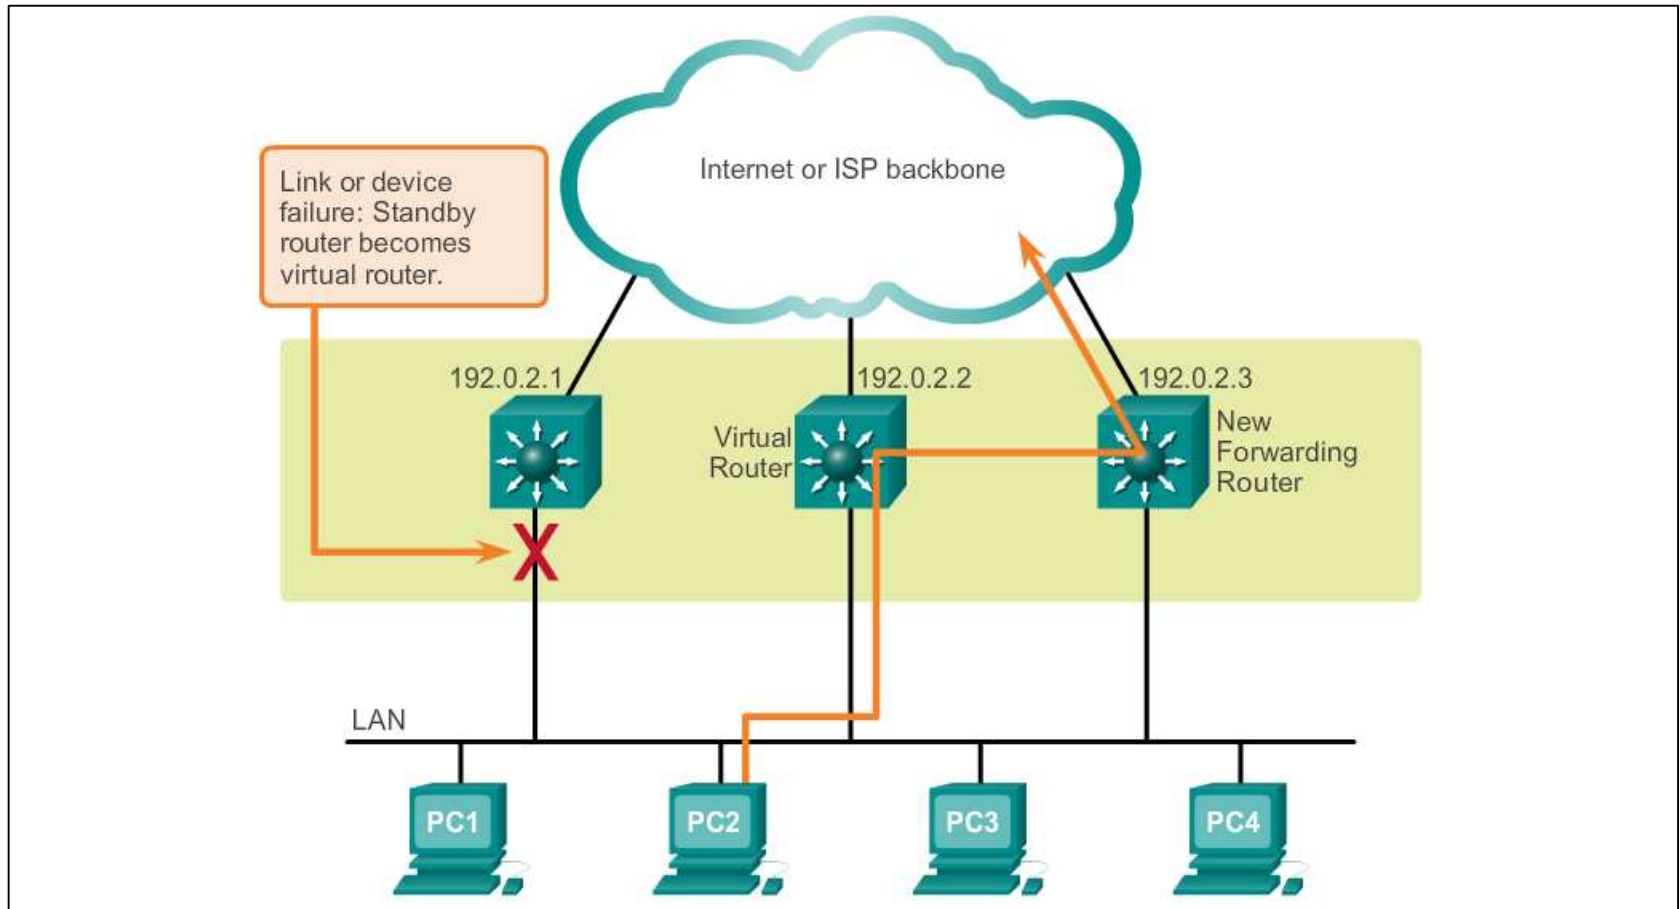 Internet or ISP backbone
Link or device
failure: Standby
router becomes
virtual router.
192.0.2.1
192.0.2.2
192.0.2.3
Virtual
Router
New
Forwarding
Router
X
LAN
PC1
PC2
PC3
PC4